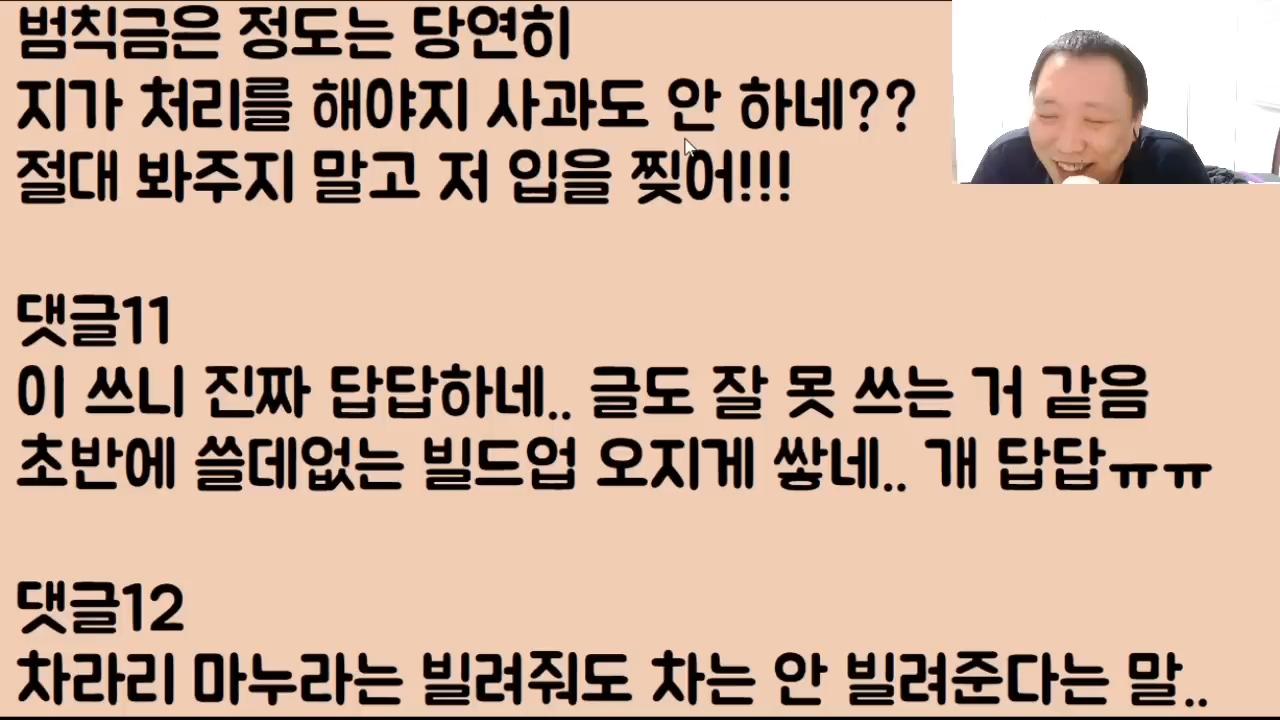 범칙금은 정도는 당연히
지가 처리를 해야지 사과도 안 하네??
절대 봐주지 말고 저 입을 찢어!!!
댓글11
이 쓰니 진짜 답답하네.. 글도 잘 못 쓰는 거 같음
초반에 쓸데없는 빌드업 오지게 쌓네.. 개 답답ㅠㅠ
댓글12
차라리 마누라는 빌려줘도 차는 안 빌려준다는 말..